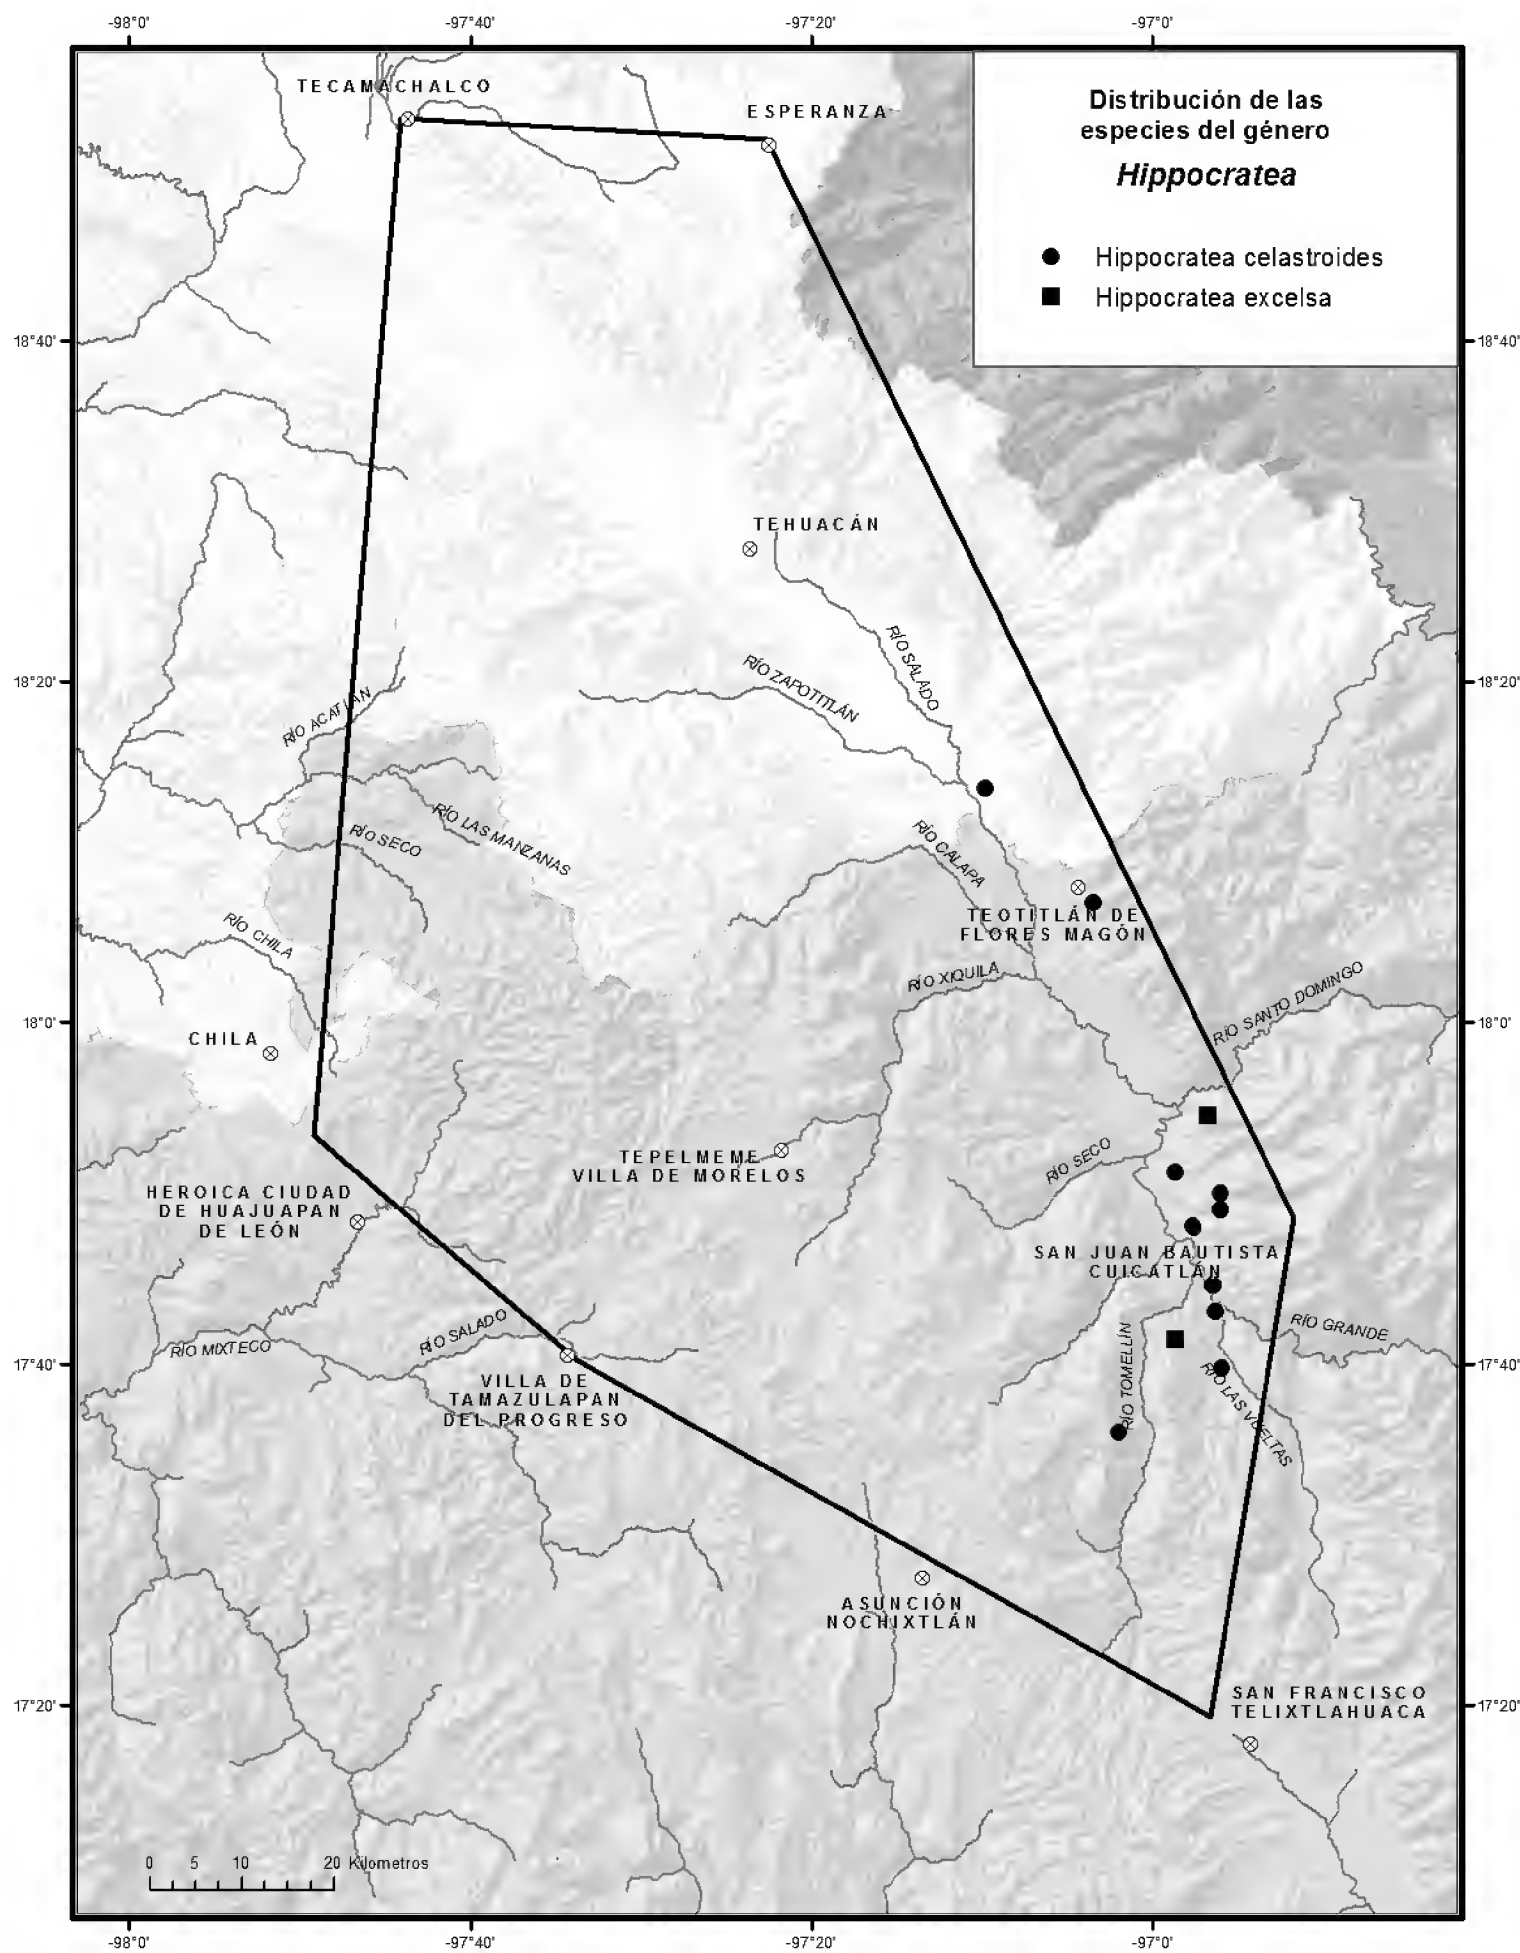 -98°0'
-97°40'
-97°20'
-97°0'
TECAMACHALCO
ESPERANZA
Distribución de las
especies del género
Hippocratea
Hippocratea celastroides
Hippocratea excelsa
18°40'
18°40'
TEHUACÁN
RÍO SALADO
RÍO ZAPOTITLÁN
18°20'
18°20'
RÍO ACATLÁN
RÍO LAS MANZANAS
RÍO SECO
RÍO CALAPA
TEOTITLÁN DE
FLORES MAGÓN
RÍO CHILA
RÍO XIQUILA
RÍO SANTO DOMINGO
18°0'
18°0'
CHILA
RÍO SECO
TEPELMEME
VILLA DE MORELOS
HEROICA CIUDAD
DE HUAJUAPAN
DE LEÓN
SAN JUAN BAUTISTA
CUICATLÁN
RÍO SALADO
RÍO MIXTECO
RÍO GRANDE
17°40'
17°40'
RÍO TOMELLÍN
RÍO LAS VUELTAS
VILLA DE
TAMAZULAPAN
DEL PROGRESO
ASUNCIÓN
NOCHIXTLÁN
17°20'
17°20'
SAN FRANCISCO
TELIXTLAHUACA
0 5 10 20 Kilometros
-98°0'
-97°40'
-97°20'
-97°0'